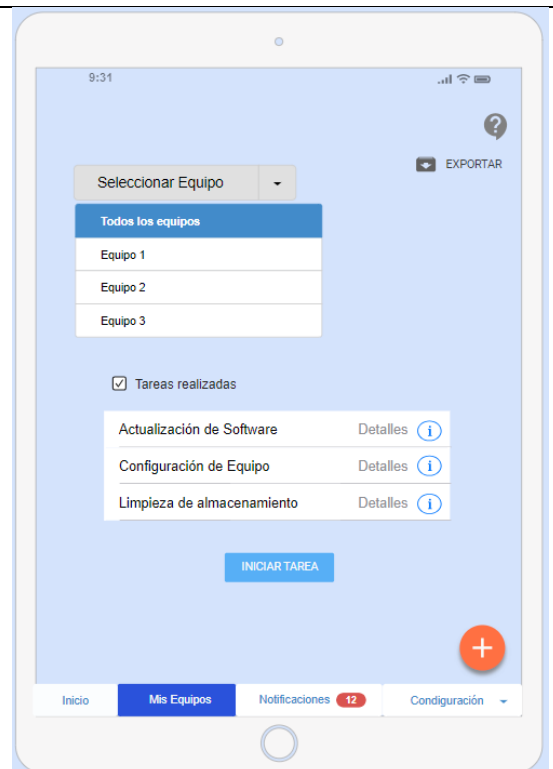 9:31
EXPORTAR
Seleccionar Equipo
Todos los equipos
Equipo 1
Equipo 2
Equipo 3
Tareas realizadas
Actualización de Software Detalles i
Configuración de Equipo Detalles i
Limpieza de almacenamiento Detalles i
INICIAR TAREA
Inicio Mis Equipos Notificaciones 12 Condiguración